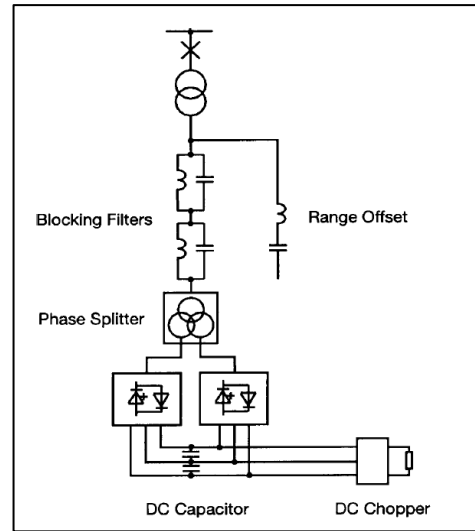 Blocking Filters
Range Offset
Phase Splitter
DC Capacitor
DC Chopper